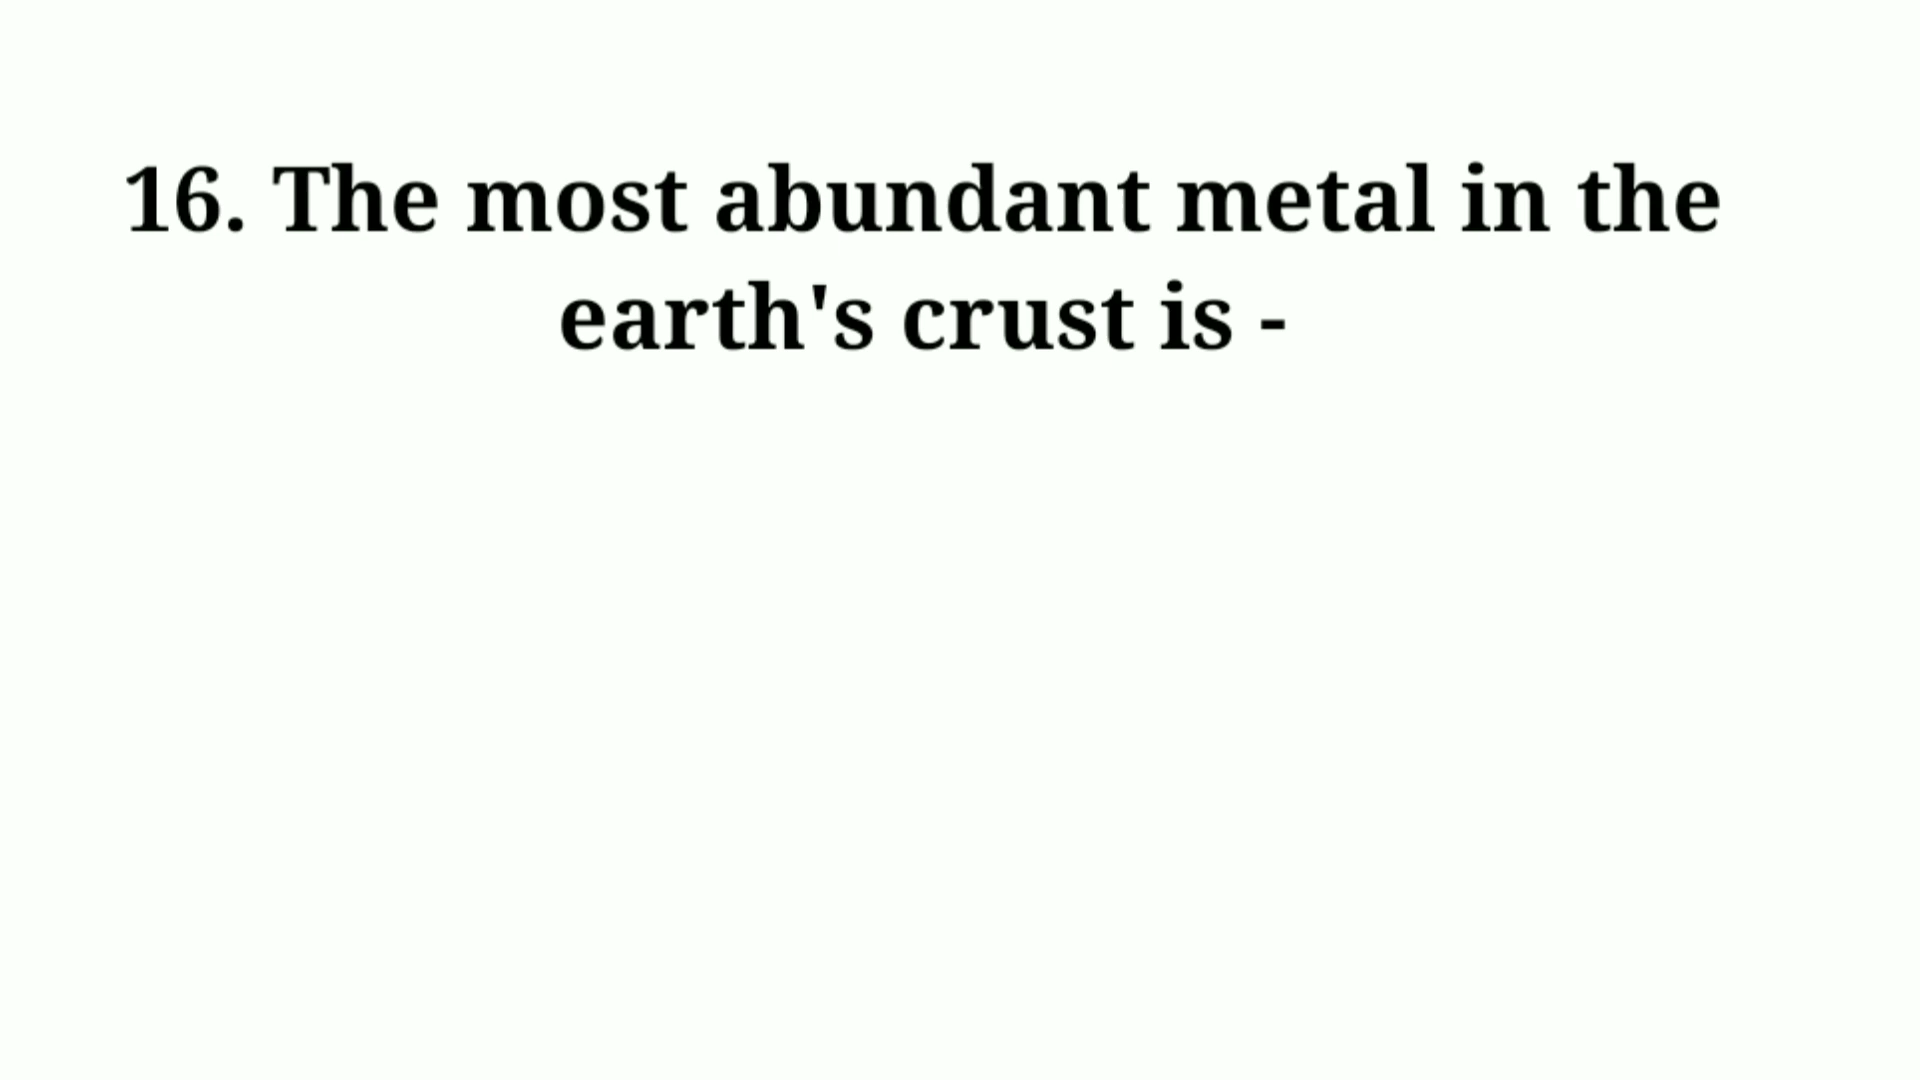 16. The most abundant metal in the
earth's crust is -